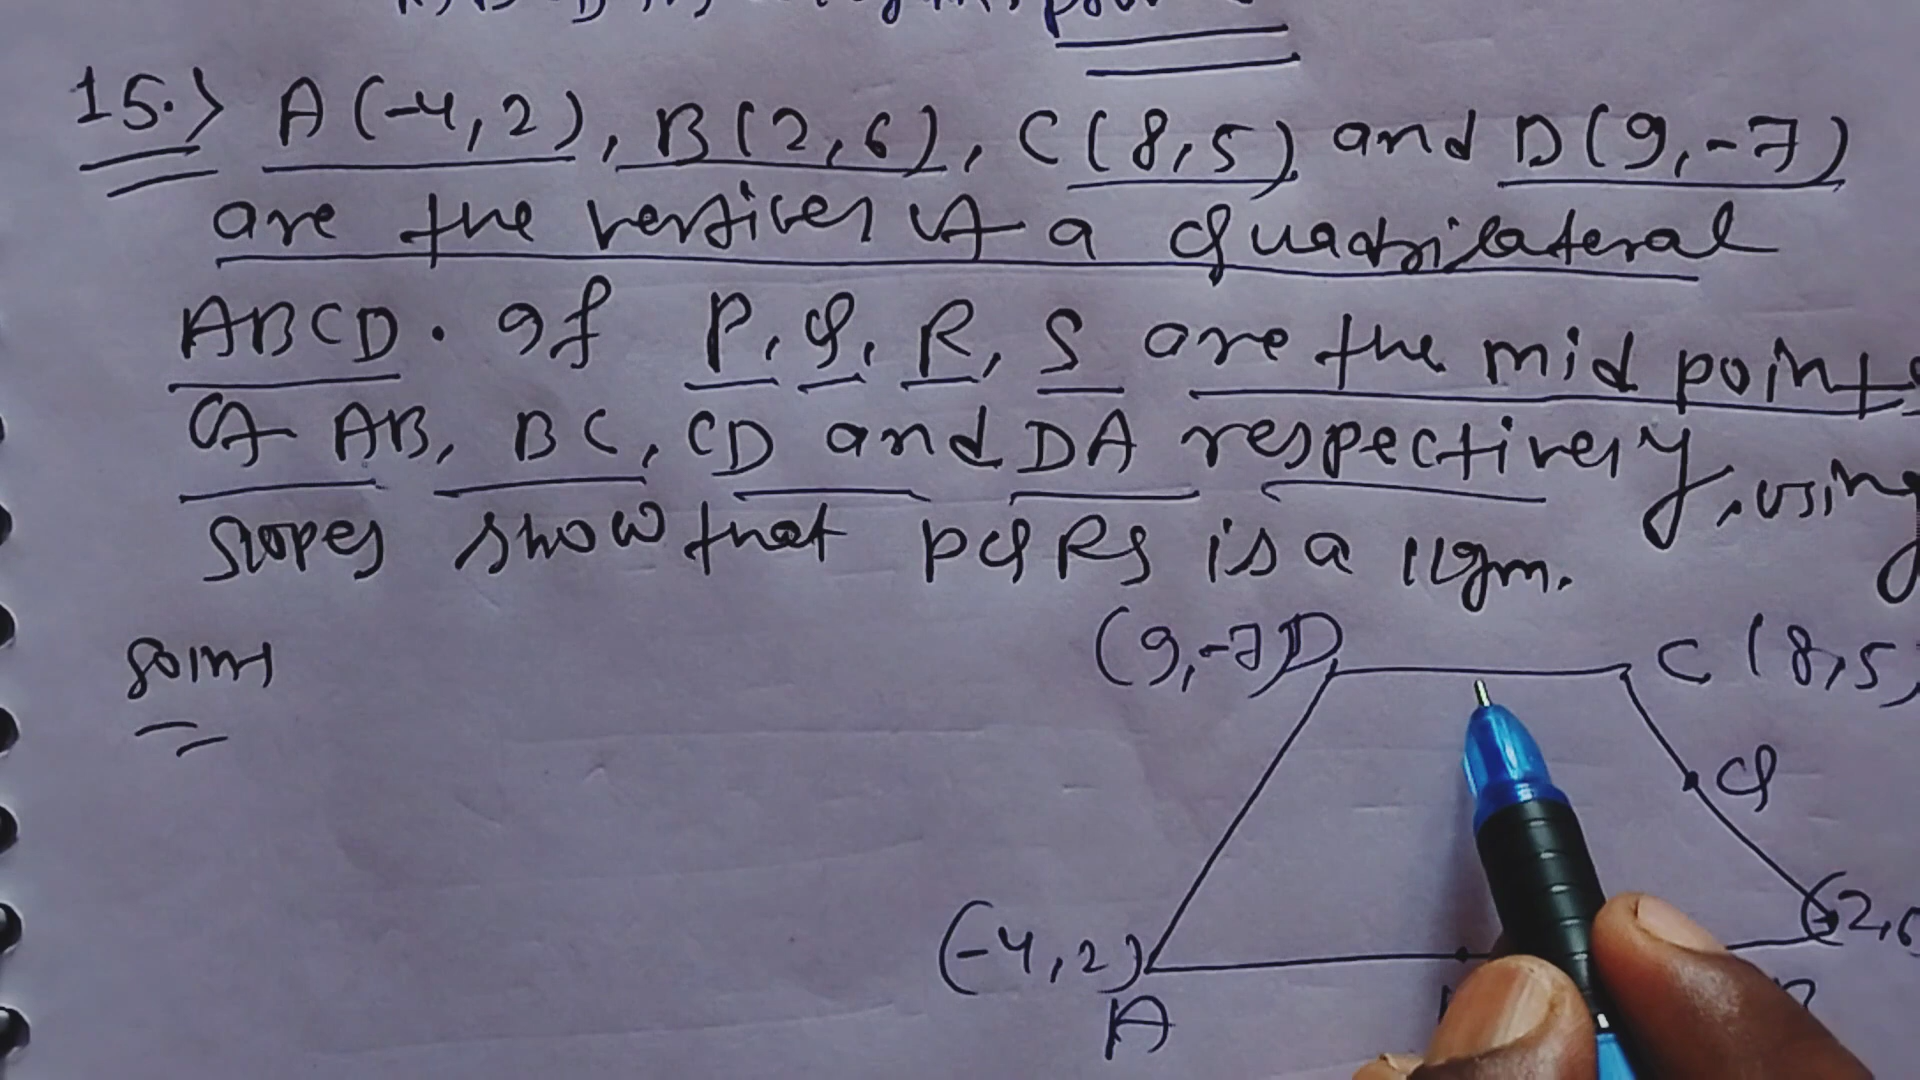 15.) A(-4,2), B(2,6), C(8,5) and D(9,-7)
are the vertices of a quadrilateral
ABCD. If P, Q, R, S are the mid points
of AB, BC, CD and DA respectively, using
slopes show that PQRS is a llgm.
(9,-7)D C(8,5)
Soln
Q
(-4,2) (2,6
A B